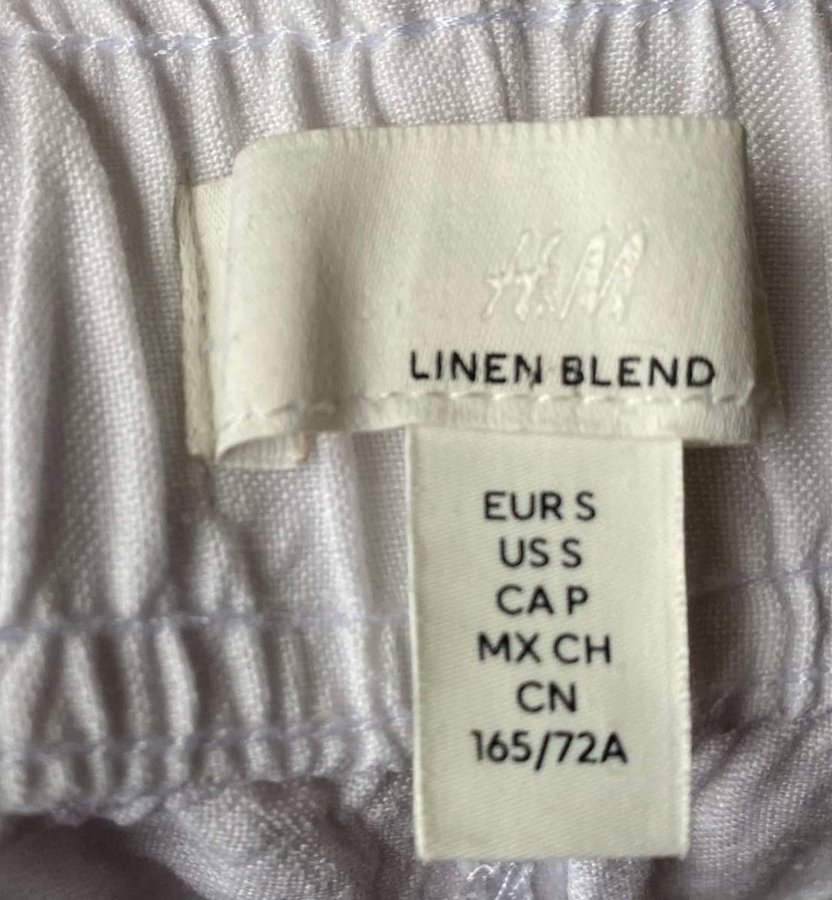 H&M
LINEN BLEND
EUR S
US S
CA P
MX CH
CN
165/72A